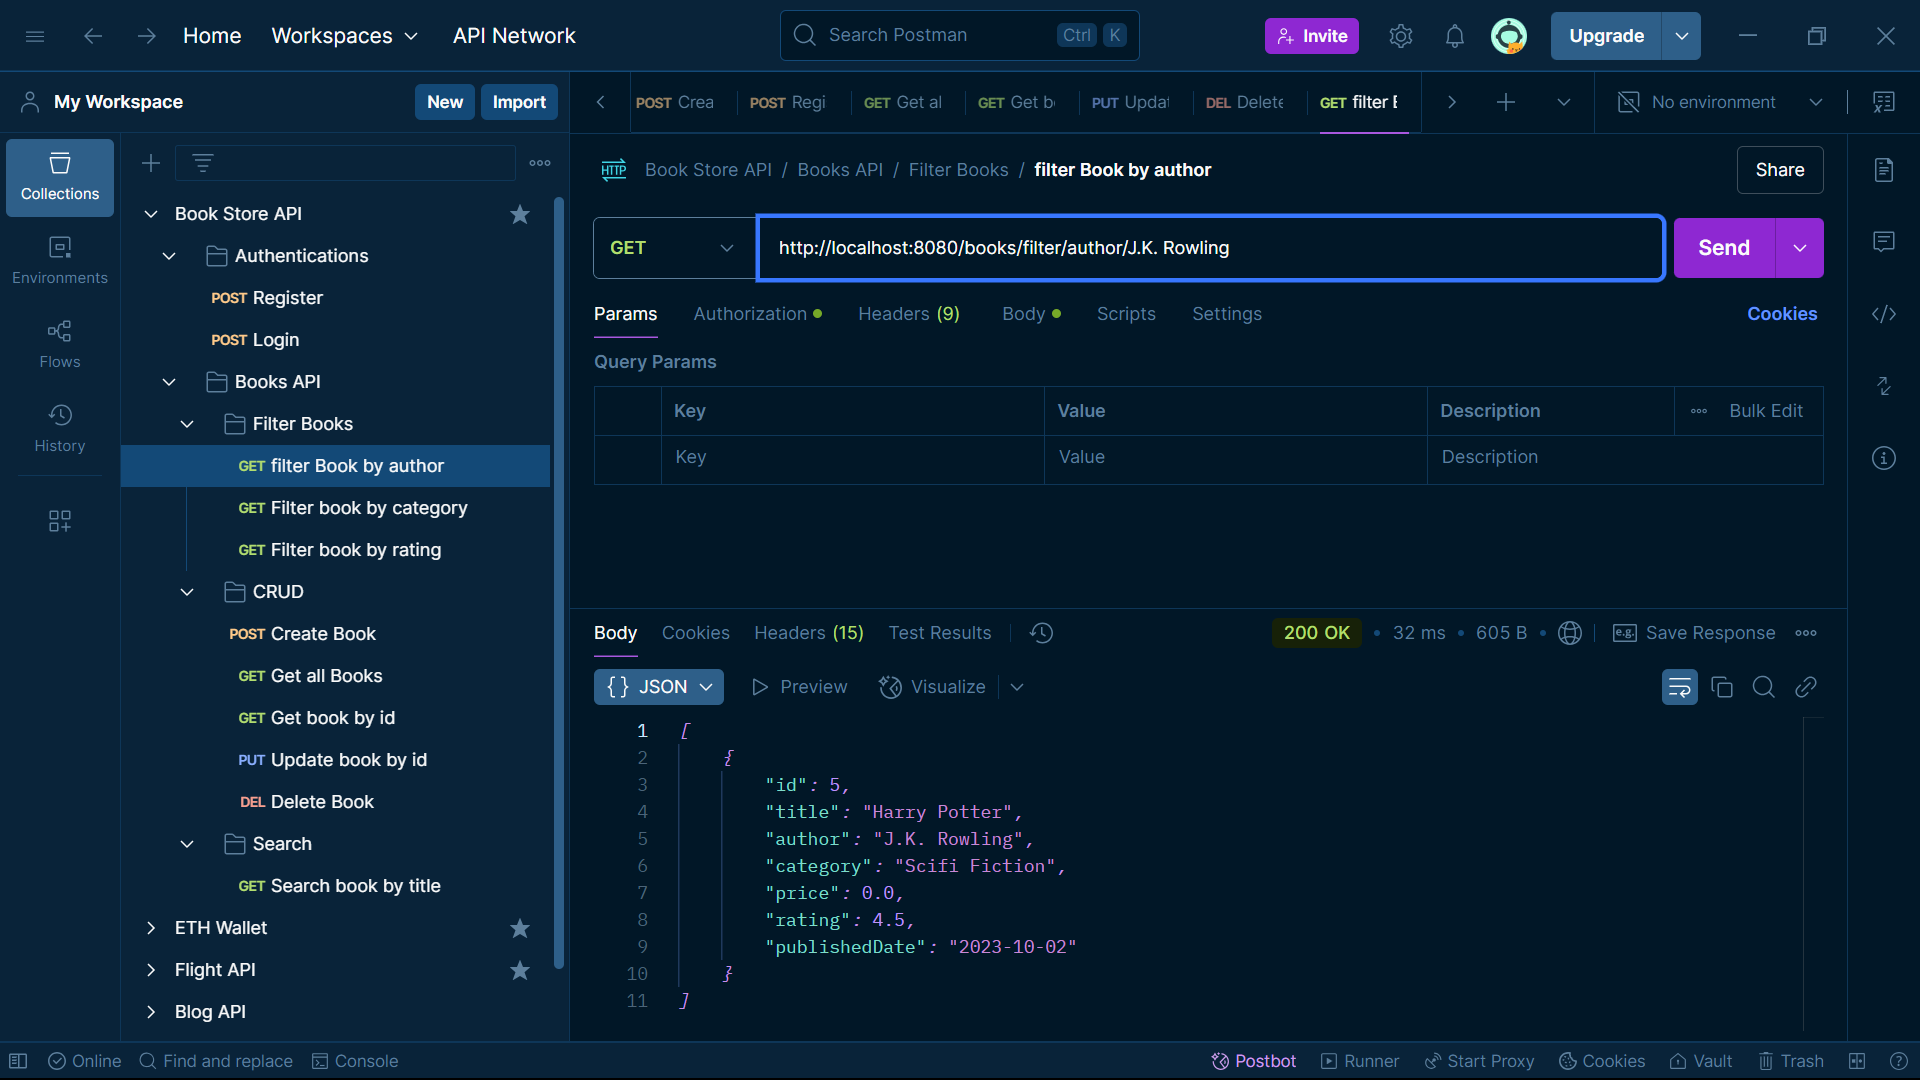 Home Workspaces API Network Search Postman Ctrl K Invite Upgrade
My Workspace New Import
POST Crea POST Regi GET Get al GET Get b PUT Updat DEL Delete GET filter No environment
Collections
Environments
Flows
History
Book Store API
Authentications
POST Register
POST Login
Books API
Filter Books
GET filter Book by author
GET Filter book by category
GET Filter book by rating
CRUD
POST Create Book
GET Get all Books
GET Get book by id
PUT Update book by id
DEL Delete Book
Search
GET Search book by title
ETH Wallet
Flight API
Blog API
HTTP Book Store API / Books API / Filter Books / filter Book by author Share
GET http://localhost:8080/books/filter/author/J.K. Rowling Send
Params Authorization Headers (9) Body Scripts Settings Cookies
Query Params
Key Value Description Bulk Edit
Key Value Description
Body Cookies Headers (15) Test Results 200 OK • 32 ms • 605 B • e.g. Save Response
{} JSON Preview Visualize
1 [
2 {
3 "id": 5,
4 "title": "Harry Potter",
5 "author": "J.K. Rowling",
6 "category": "Scifi Fiction",
7 "price": 0.0,
8 "rating": 4.5,
9 "publishedDate": "2023-10-02"
10 }
11 ]
Online Find and replace Console Postbot Runner Start Proxy Cookies Vault Trash